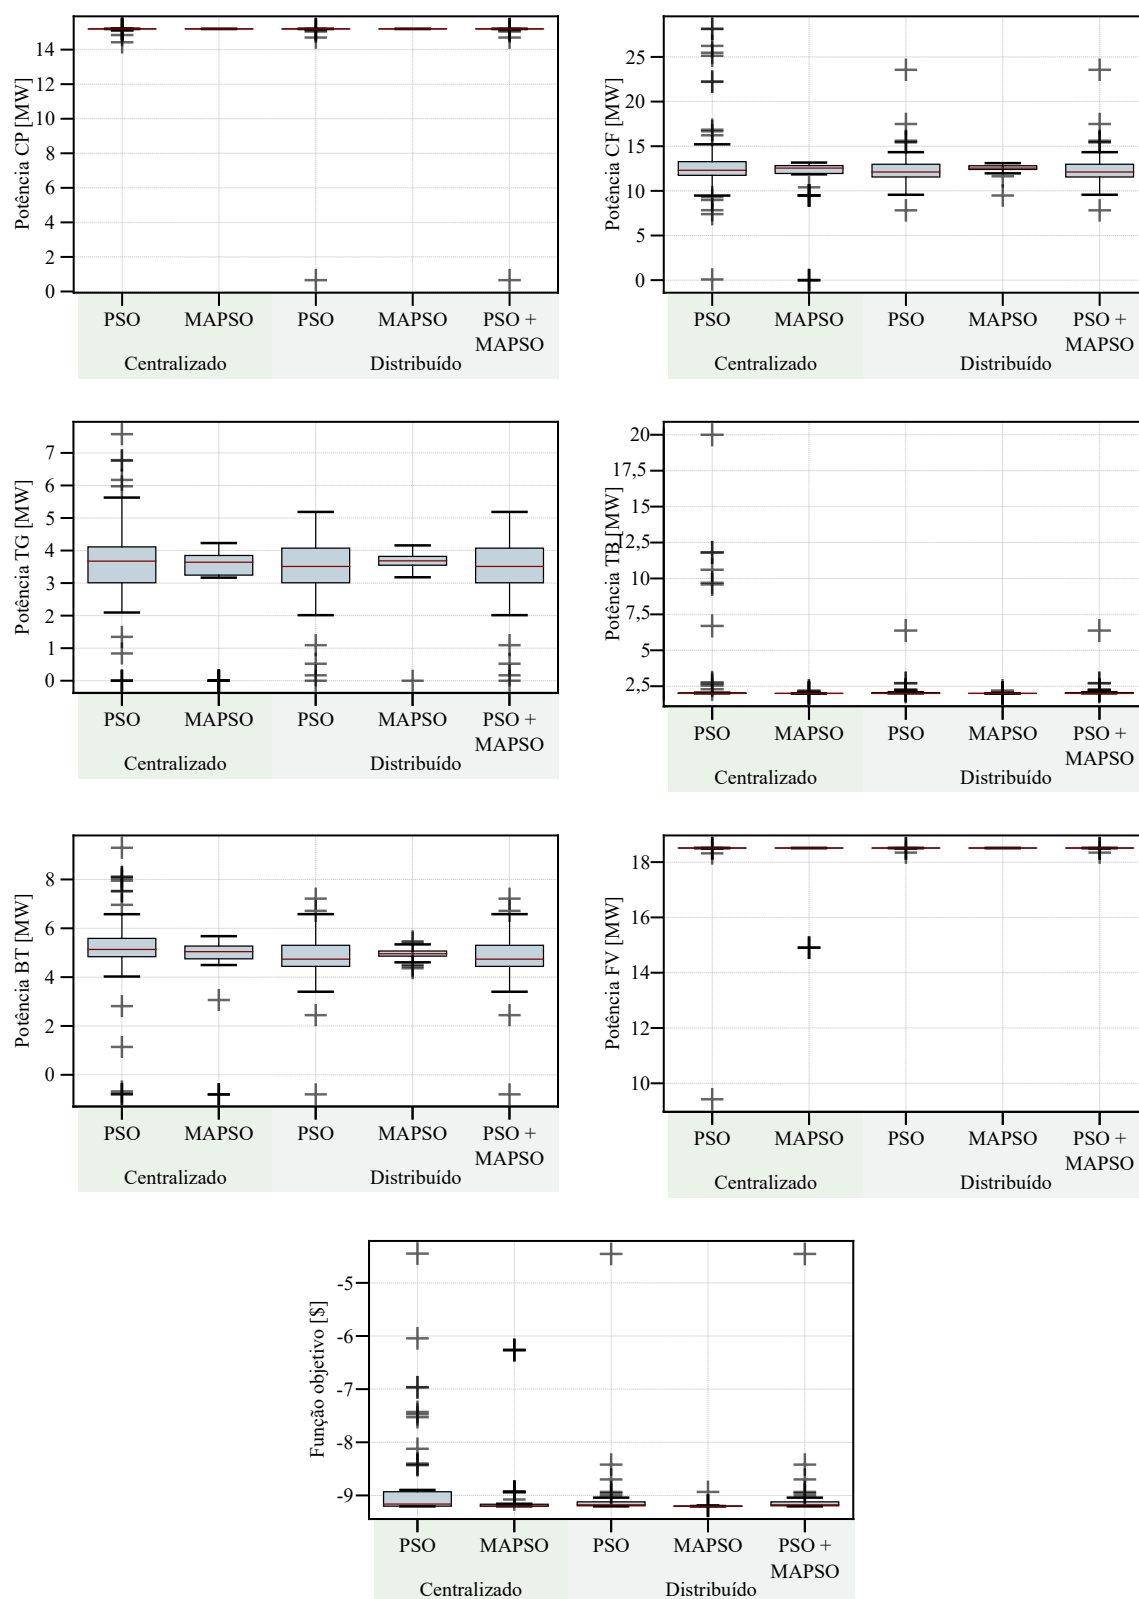 Potência CP [MW]
14
12
10
8
6
4
2
0
PSO MAPSO PSO MAPSO PSO +
MAPSO
Centralizado Distribuído
Potência CF [MW]
25
20
15
10
5
0
PSO MAPSO PSO MAPSO PSO +
MAPSO
Centralizado Distribuído
Potência TG [MW]
7
6
5
4
3
2
1
0
PSO MAPSO PSO MAPSO PSO +
MAPSO
Centralizado Distribuído
Potência TB [MW]
20
17,5
15
12,5
10
7,5
5
2,5
PSO MAPSO PSO MAPSO PSO +
MAPSO
Centralizado Distribuído
Potência BT [MW]
8
6
4
2
0
PSO MAPSO PSO MAPSO PSO +
MAPSO
Centralizado Distribuído
Potência FV [MW]
18
16
14
12
10
PSO MAPSO PSO MAPSO PSO +
MAPSO
Centralizado Distribuído
Função objetivo [$]
-5
-6
-7
-8
-9
PSO MAPSO PSO MAPSO PSO +
MAPSO
Centralizado Distribuído